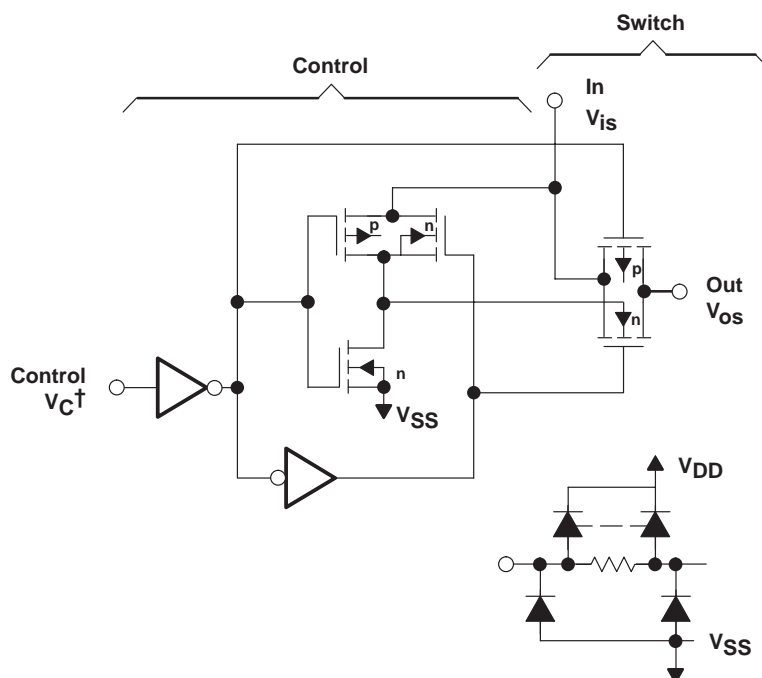 Switch
Control
In
Vis
p
n
p
n
Out
Vos
n
Control
VC†
VSS
VDD
VSS